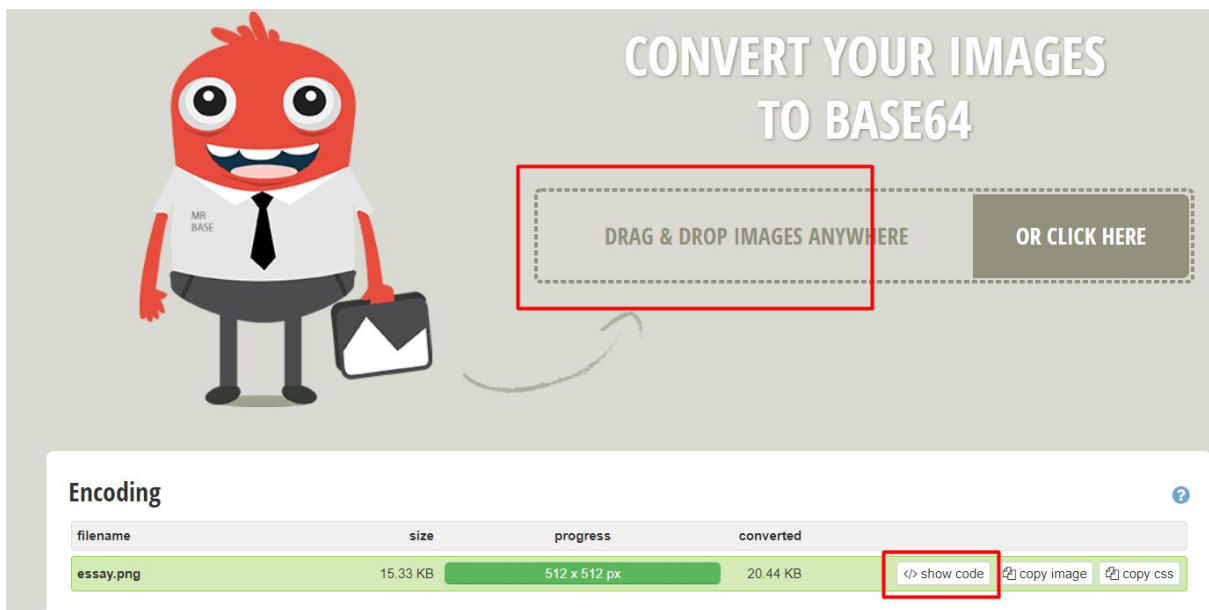 CONVERT YOUR IMAGES
TO BASE64
MR
BASE
DRAG & DROP IMAGES ANYWHERE
OR CLICK HERE
Encoding
?
filename size progress converted
essay.png 15.33 KB 512 x 512 px 20.44 KB </> show code copy image copy css